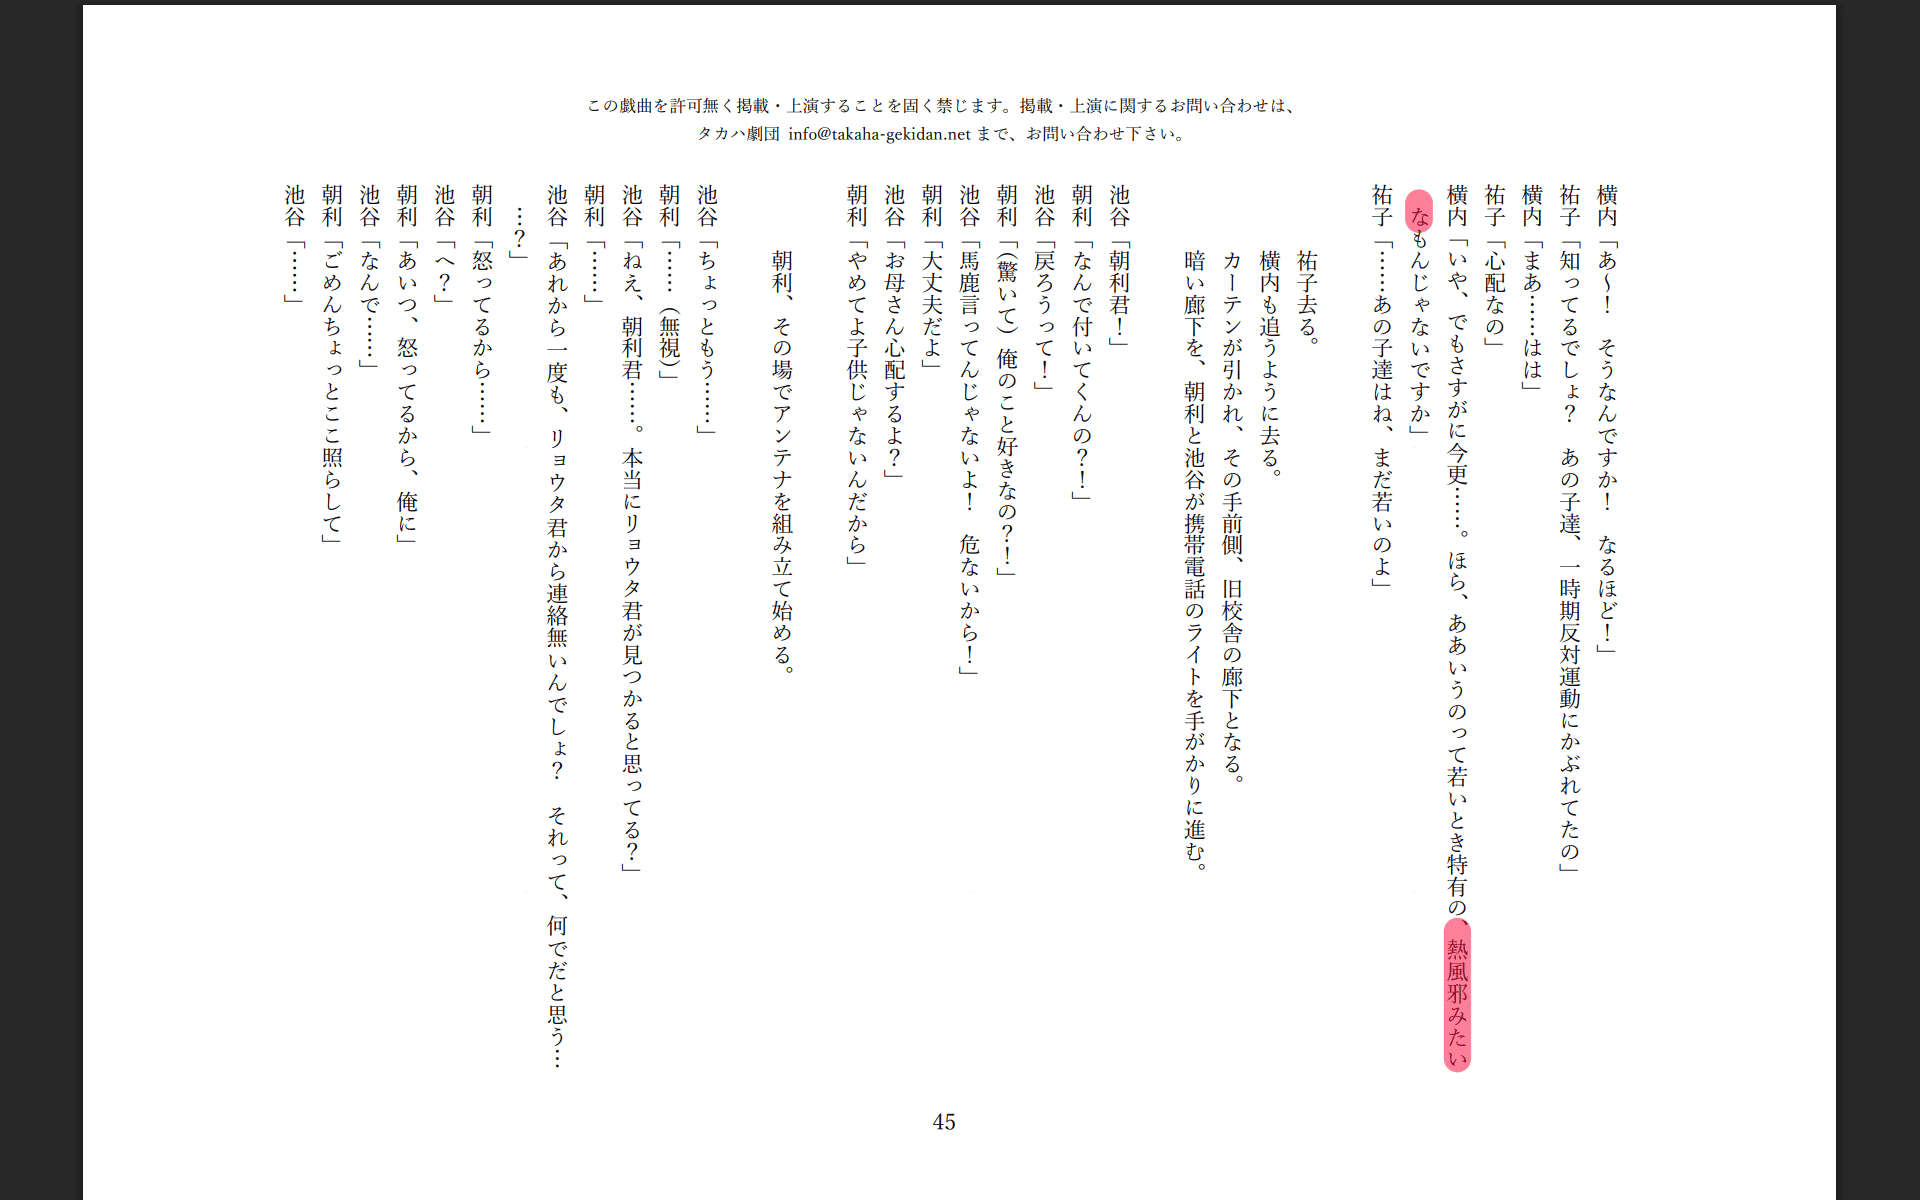 この戯曲を許可無く掲載・上演することを固く禁じます。掲載・上演に関するお問い合わせは、
タカハ劇団 info@takaha-gekidan.net まで、お問い合わせ下さい。
横内「あ～！　そうなんですか！　なるほど！」
祐子「知ってるでしょ？　あの子達、一時期反対運動にかぶれてたの」
横内「まあ……はは」
祐子「心配なの」
横内「いや、でもさすがに今更……。ほら、ああいうのって若いとき特有の、熱風邪みたい
なもんじゃないですか」
祐子「……あの子達はね、まだ若いのよ」
祐子去る。
横内も追うように去る。
カーテンが引かれ、その手前側、旧校舎の廊下となる。
暗い廊下を、朝利と池谷が携帯電話のライトを手がかりに進む。
池谷「朝利君！」
朝利「なんで付いてくんの？！」
池谷「戻ろうって！」
朝利「（驚いて）俺のこと好きなの？！」
池谷「馬鹿言ってんじゃないよ！　危ないから！」
朝利「大丈夫だよ」
池谷「お母さん心配するよ？」
朝利「やめてよ子供じゃないんだから」
朝利、その場でアンテナを組み立て始める。
池谷「ちょっともう……」
朝利「……（無視）」
池谷「ねえ、朝利君……。本当にリョウタ君が見つかると思ってる？」
朝利「……」
池谷「あれから一度も、リョウタ君から連絡無いんでしょ？　それって、何でだと思う…
…？」
朝利「怒ってるから……」
池谷「へ？」
朝利「あいつ、怒ってるから、俺に」
池谷「なんで……」
朝利「ごめんちょっとここ照らして」
池谷「……」
45